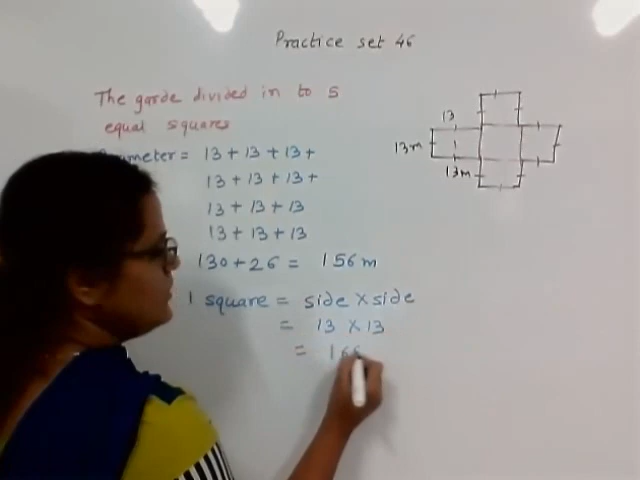 Practice set 46
The garde divided in to 5
equal squares
13 + 13 + 13 +
13 + 13 + 13 +
13 + 13 + 13
13 + 13 + 13
130 + 26 = 156 m
1 square = side × side
= 13 × 13
=
13
13m
13m